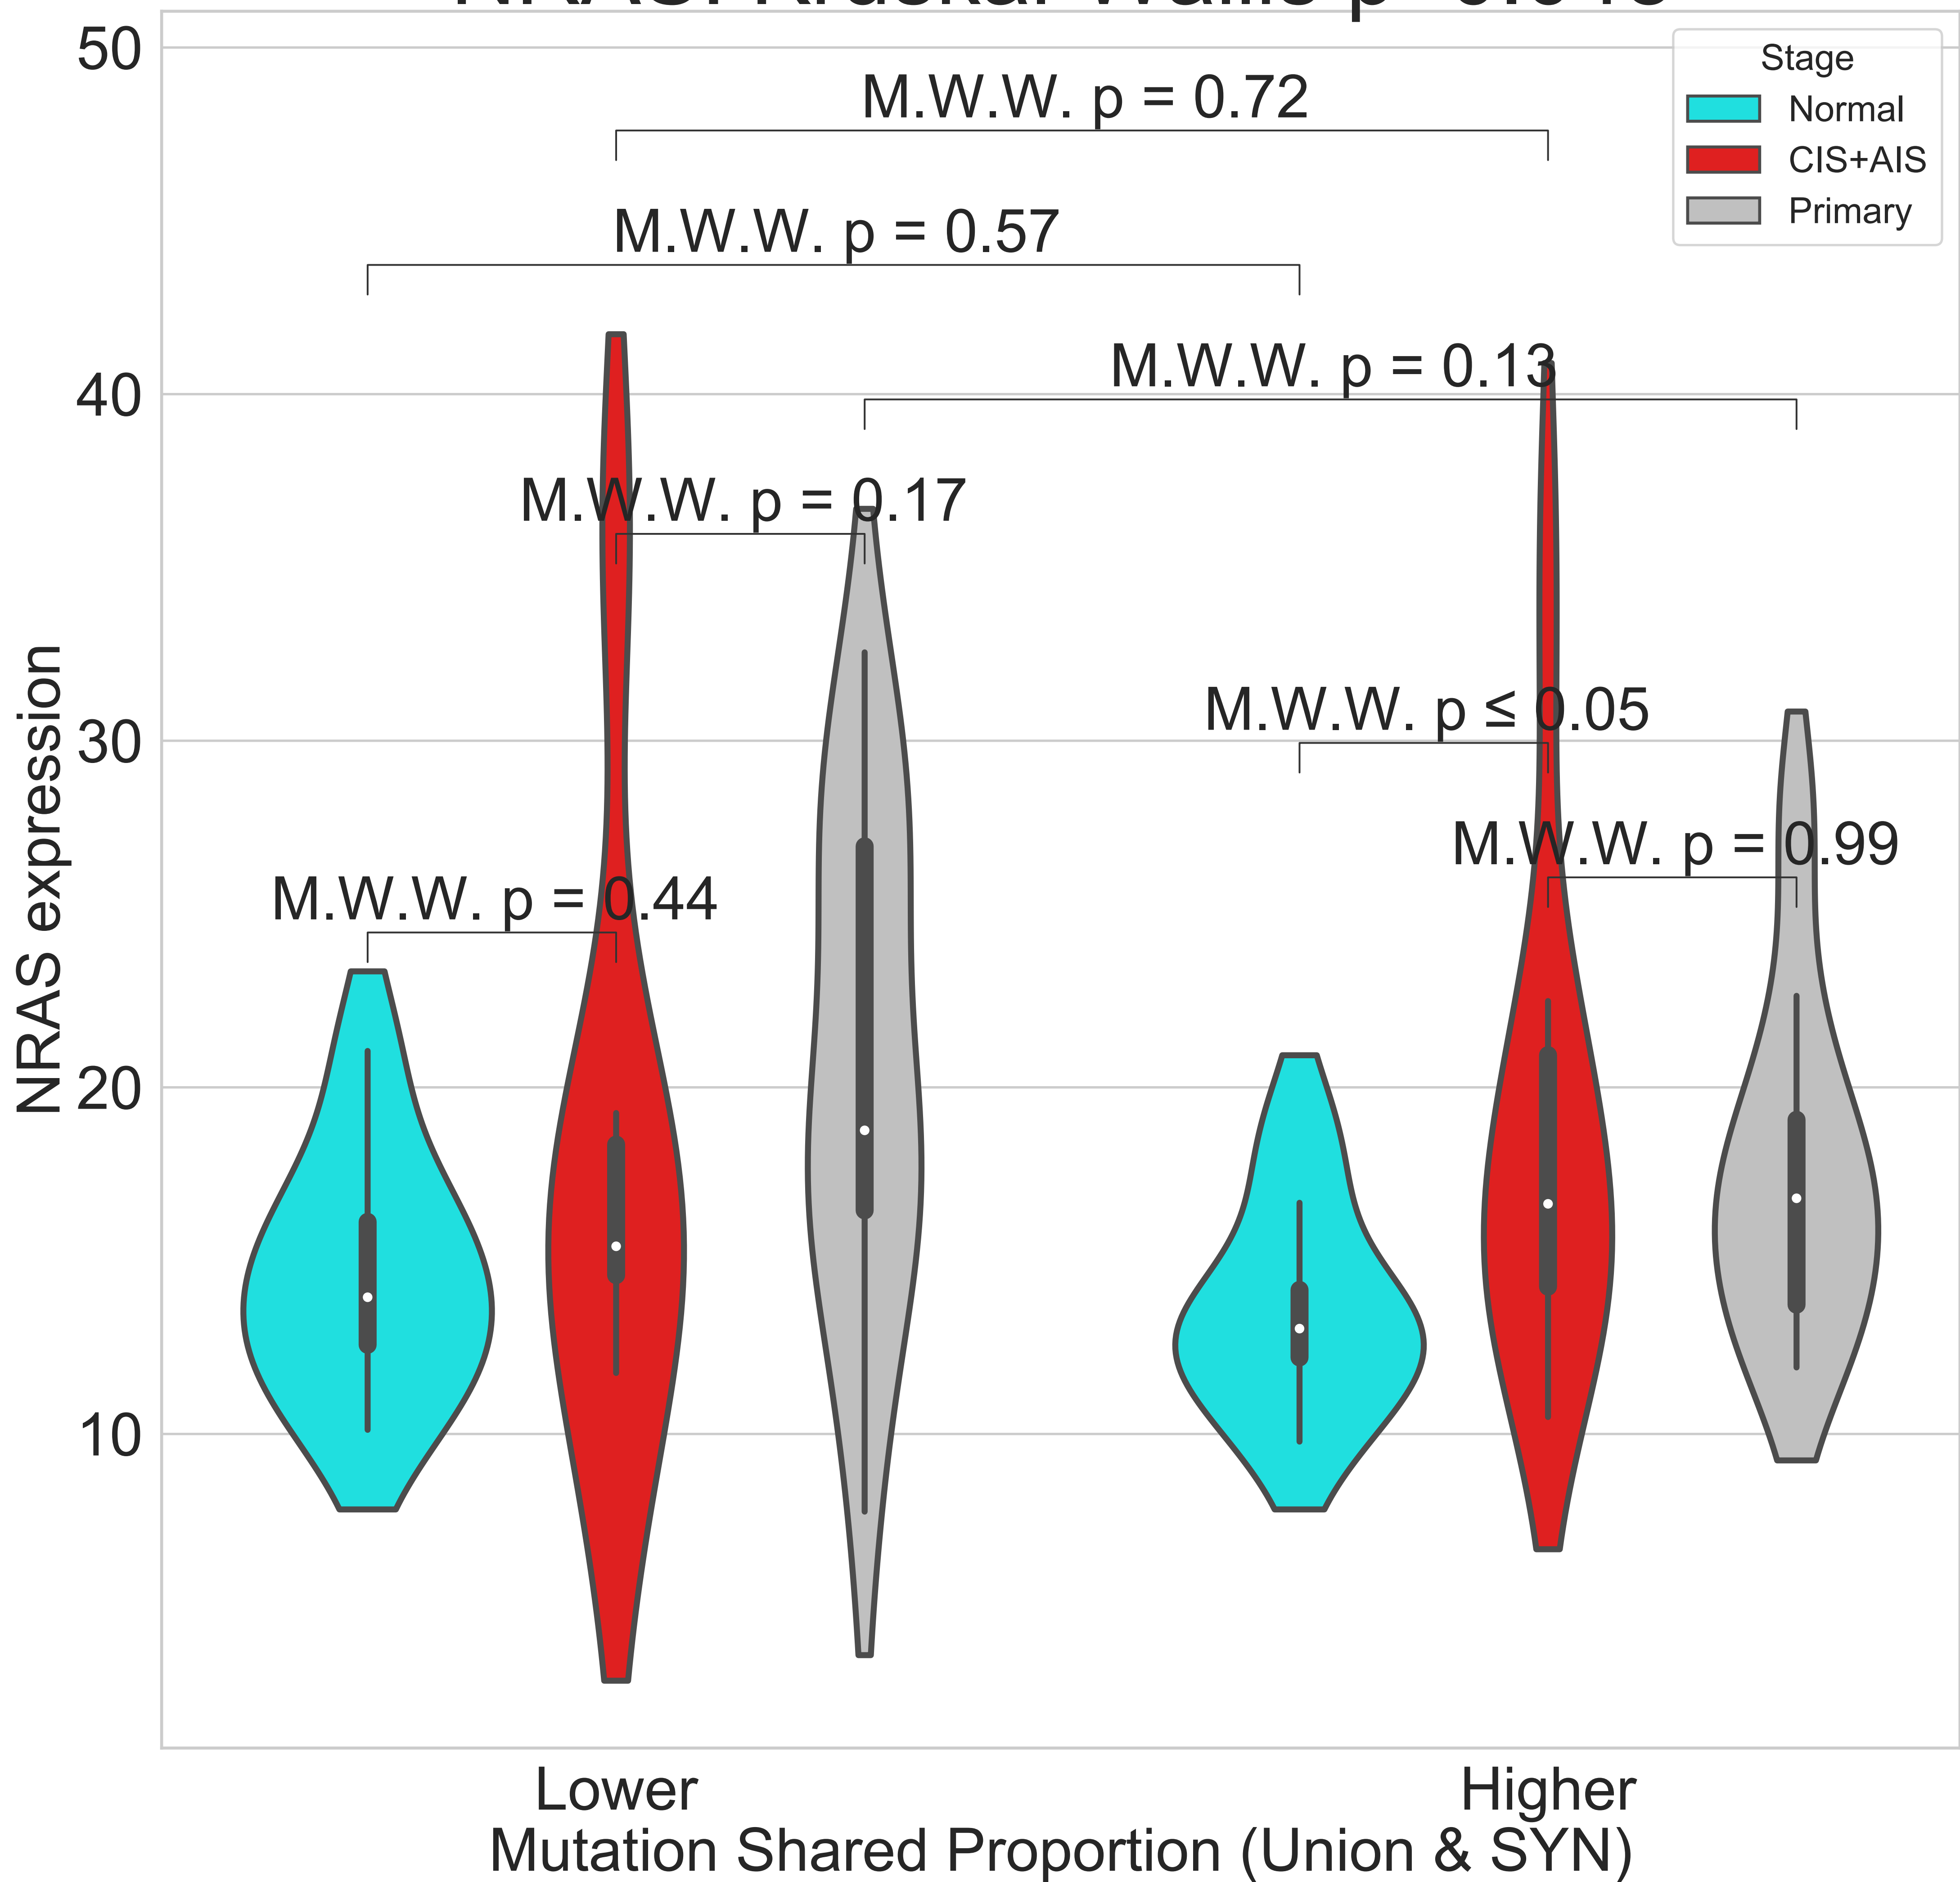 50
Stage
Normal
CIS+AIS
Primary
M.W.W. p = 0.72
M.W.W. p = 0.57
M.W.W. p = 0.13
40
M.W.W. p = 0.17
M.W.W. p ≤ 0.05
30
M.W.W. p = 0.99
M.W.W. p = 0.44
NRAS expression
20
10
Lower
Higher
Mutation Shared Proportion (Union & SYN)